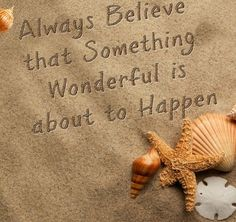 Always Believe
that Something
Wonderful is
about to Happen